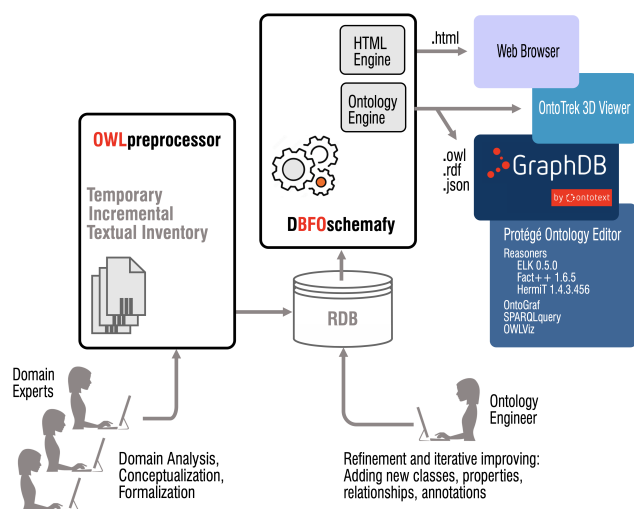 HTML
Engine
.html
Web Browser
Ontology
Engine
OntoTrek 3D Viewer
.owl
.rdf
.json
GraphDB
by ontotext
OWLpreprocessor
Temporary
Incremental
Textual Inventory
DBFOschemafy
Protégé Ontology Editor
Reasoners
ELK 0.5.0
Fact++ 1.6.5
HermiT 1.4.3.456
OntoGraf
SPARQLquery
OWLViz
RDB
Domain
Experts
Domain Analysis,
Conceptualization,
Formalization
Ontology
Engineer
Refinement and iterative improving:
Adding new classes, properties,
relationships, annotations